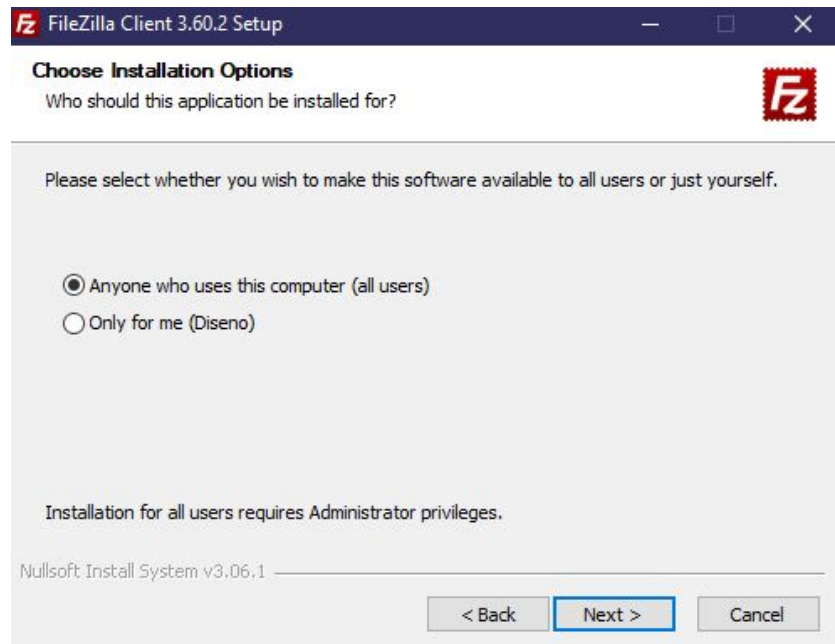 FileZilla Client 3.60.2 Setup
Choose Installation Options
Who should this application be installed for?
Fz
Please select whether you wish to make this software available to all users or just yourself.
Anyone who uses this computer (all users)
Only for me (Diseno)
Installation for all users requires Administrator privileges.
Nullsoft Install System v3.06.1
< Back Next > Cancel